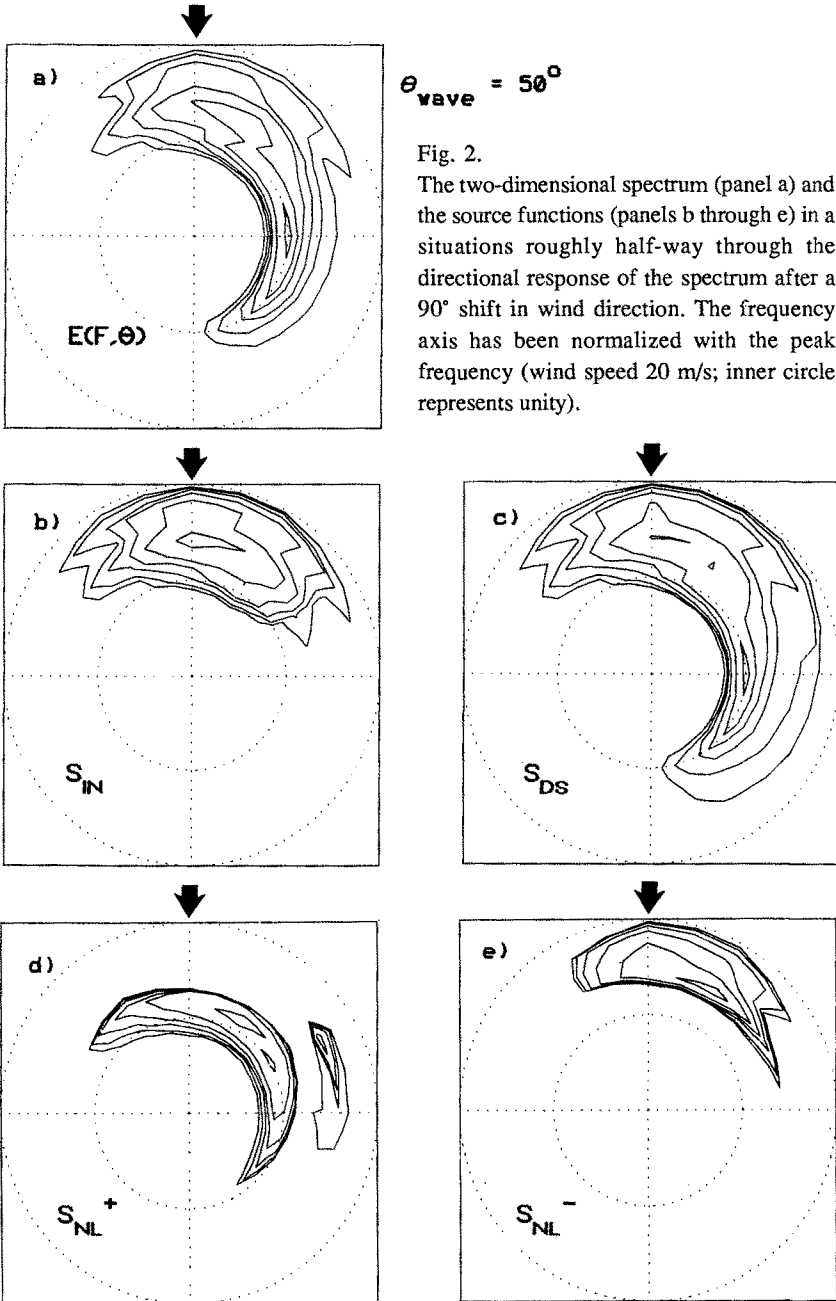 a)
E(F,θ)
θwave = 50°
Fig. 2.
The two-dimensional spectrum (panel a) and
the source functions (panels b through e) in a
situations roughly half-way through the
directional response of the spectrum after a
90° shift in wind direction. The frequency
axis has been normalized with the peak
frequency (wind speed 20 m/s; inner circle
represents unity).
b)
SIN
c)
SDS
d)
SNL+
e)
SNL-